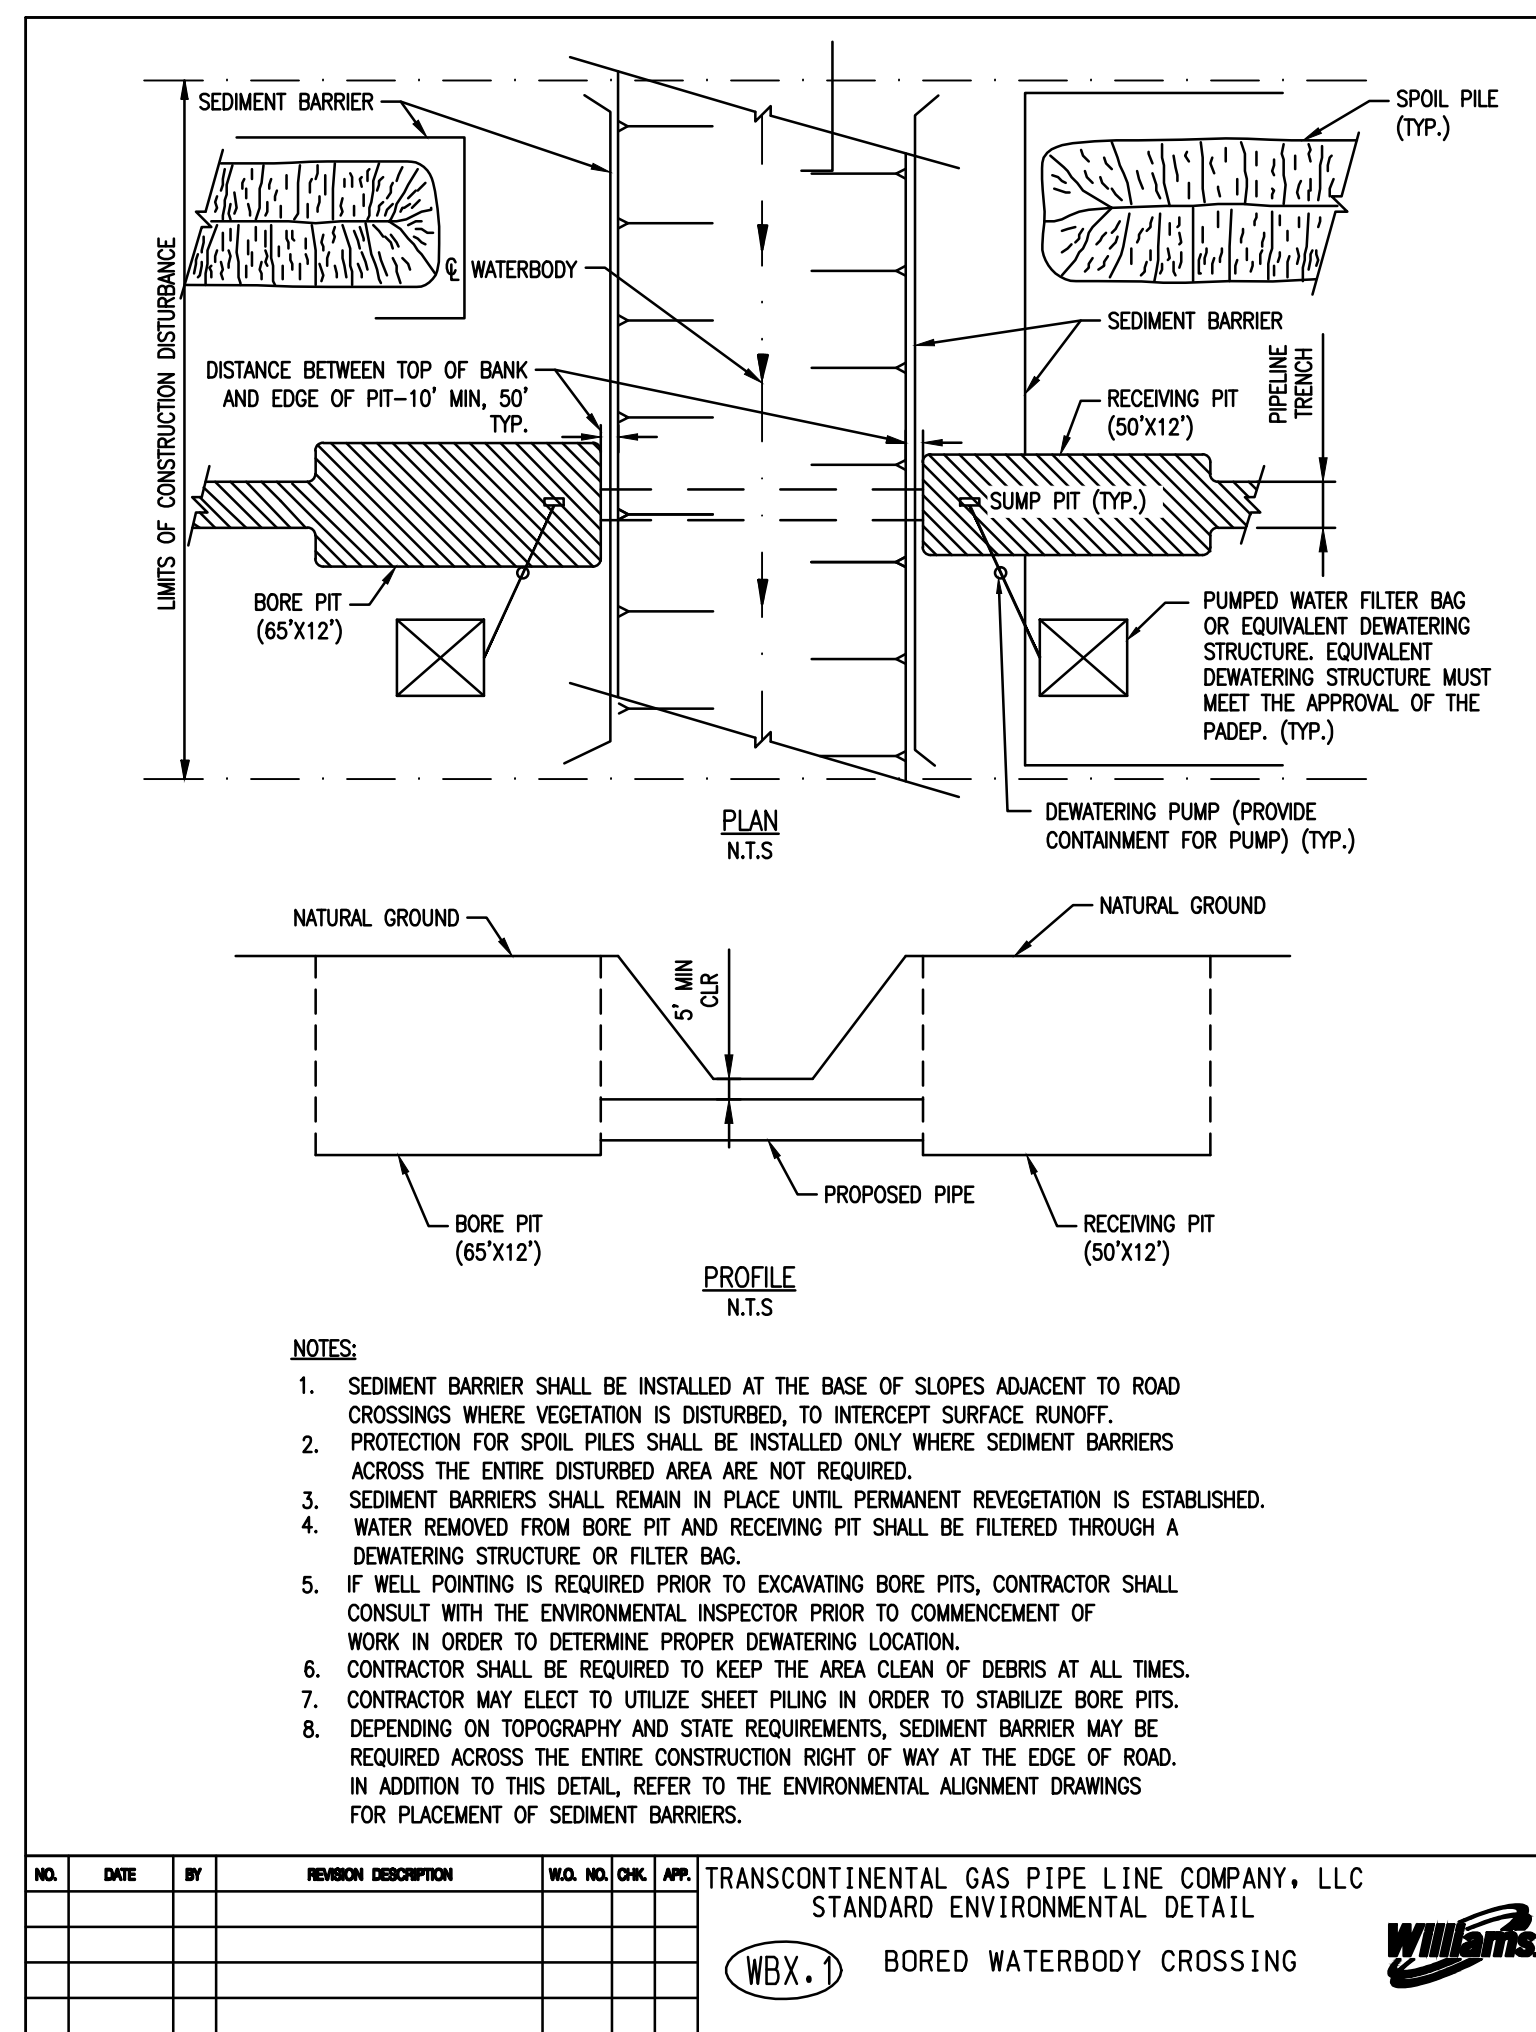 SEDIMENT BARRIER
SPOIL PILE
(TYP.)
LIMITS OF CONSTRUCTION DISTURBANCE
℄ WATERBODY
SEDIMENT BARRIER
DISTANCE BETWEEN TOP OF BANK
AND EDGE OF PIT-10' MIN, 50'
TYP.
RECEIVING PIT
(50'X12')
PIPELINE
TRENCH
SUMP PIT (TYP.)
BORE PIT
(65'X12')
PUMPED WATER FILTER BAG
OR EQUIVALENT DEWATERING
STRUCTURE. EQUIVALENT
DEWATERING STRUCTURE MUST
MEET THE APPROVAL OF THE
PADEP. (TYP.)
DEWATERING PUMP (PROVIDE
CONTAINMENT FOR PUMP) (TYP.)
PLAN
N.T.S
NATURAL GROUND
NATURAL GROUND
5' MIN
CLR
PROPOSED PIPE
BORE PIT
(65'X12')
RECEIVING PIT
(50'X12')
PROFILE
N.T.S
NOTES:
1. SEDIMENT BARRIER SHALL BE INSTALLED AT THE BASE OF SLOPES ADJACENT TO ROAD
CROSSINGS WHERE VEGETATION IS DISTURBED, TO INTERCEPT SURFACE RUNOFF.
2. PROTECTION FOR SPOIL PILES SHALL BE INSTALLED ONLY WHERE SEDIMENT BARRIERS
ACROSS THE ENTIRE DISTURBED AREA ARE NOT REQUIRED.
3. SEDIMENT BARRIERS SHALL REMAIN IN PLACE UNTIL PERMANENT REVEGETATION IS ESTABLISHED.
4. WATER REMOVED FROM BORE PIT AND RECEIVING PIT SHALL BE FILTERED THROUGH A
DEWATERING STRUCTURE OR FILTER BAG.
5. IF WELL POINTING IS REQUIRED PRIOR TO EXCAVATING BORE PITS, CONTRACTOR SHALL
CONSULT WITH THE ENVIRONMENTAL INSPECTOR PRIOR TO COMMENCEMENT OF
WORK IN ORDER TO DETERMINE PROPER DEWATERING LOCATION.
6. CONTRACTOR SHALL BE REQUIRED TO KEEP THE AREA CLEAN OF DEBRIS AT ALL TIMES.
7. CONTRACTOR MAY ELECT TO UTILIZE SHEET PILING IN ORDER TO STABILIZE BORE PITS.
8. DEPENDING ON TOPOGRAPHY AND STATE REQUIREMENTS, SEDIMENT BARRIER MAY BE
REQUIRED ACROSS THE ENTIRE CONSTRUCTION RIGHT OF WAY AT THE EDGE OF ROAD.
IN ADDITION TO THIS DETAIL, REFER TO THE ENVIRONMENTAL ALIGNMENT DRAWINGS
FOR PLACEMENT OF SEDIMENT BARRIERS.
NO. DATE BY REVISION DESCRIPTION W.O. NO. CHK. APP.
TRANSCONTINENTAL GAS PIPE LINE COMPANY, LLC
STANDARD ENVIRONMENTAL DETAIL
WBX.1 BORED WATERBODY CROSSING
Williams